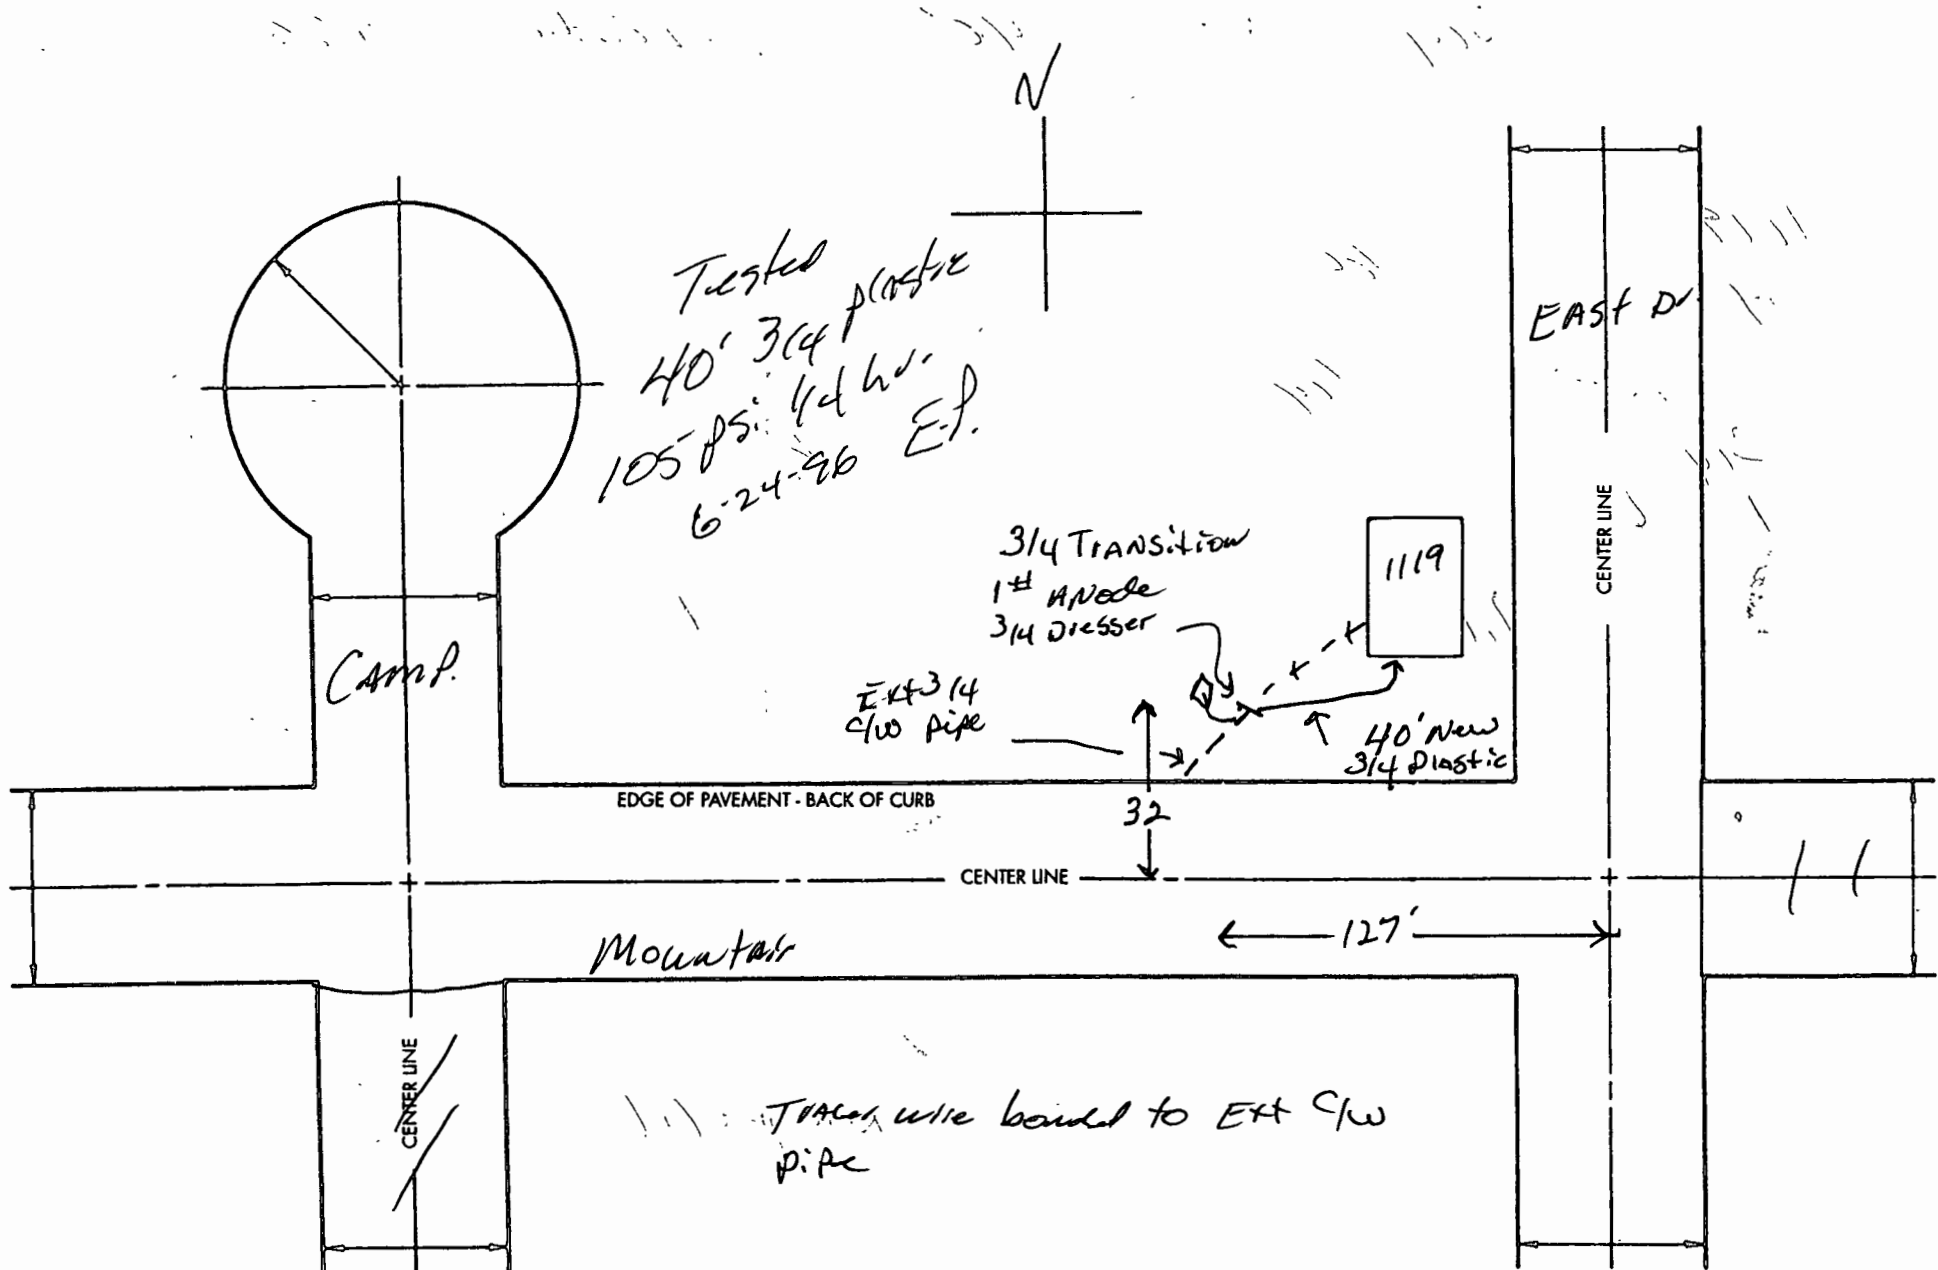 N
Tested
40' 3/4 plastic
105 psi 1/4 hr.
6-24-96 E.P.
EAST Dr
CENTER LINE
1119
3/4 TRANSITION
1# ANode
3/4 Dresser
CAMP.
Ext 3/4
C/W Pipe
40' New
3/4 Plastic
EDGE OF PAVEMENT - BACK OF CURB
32
CENTER LINE
127'
Mountair
CENTER LINE
Tracer wire bonded to Ext C/W
pipe